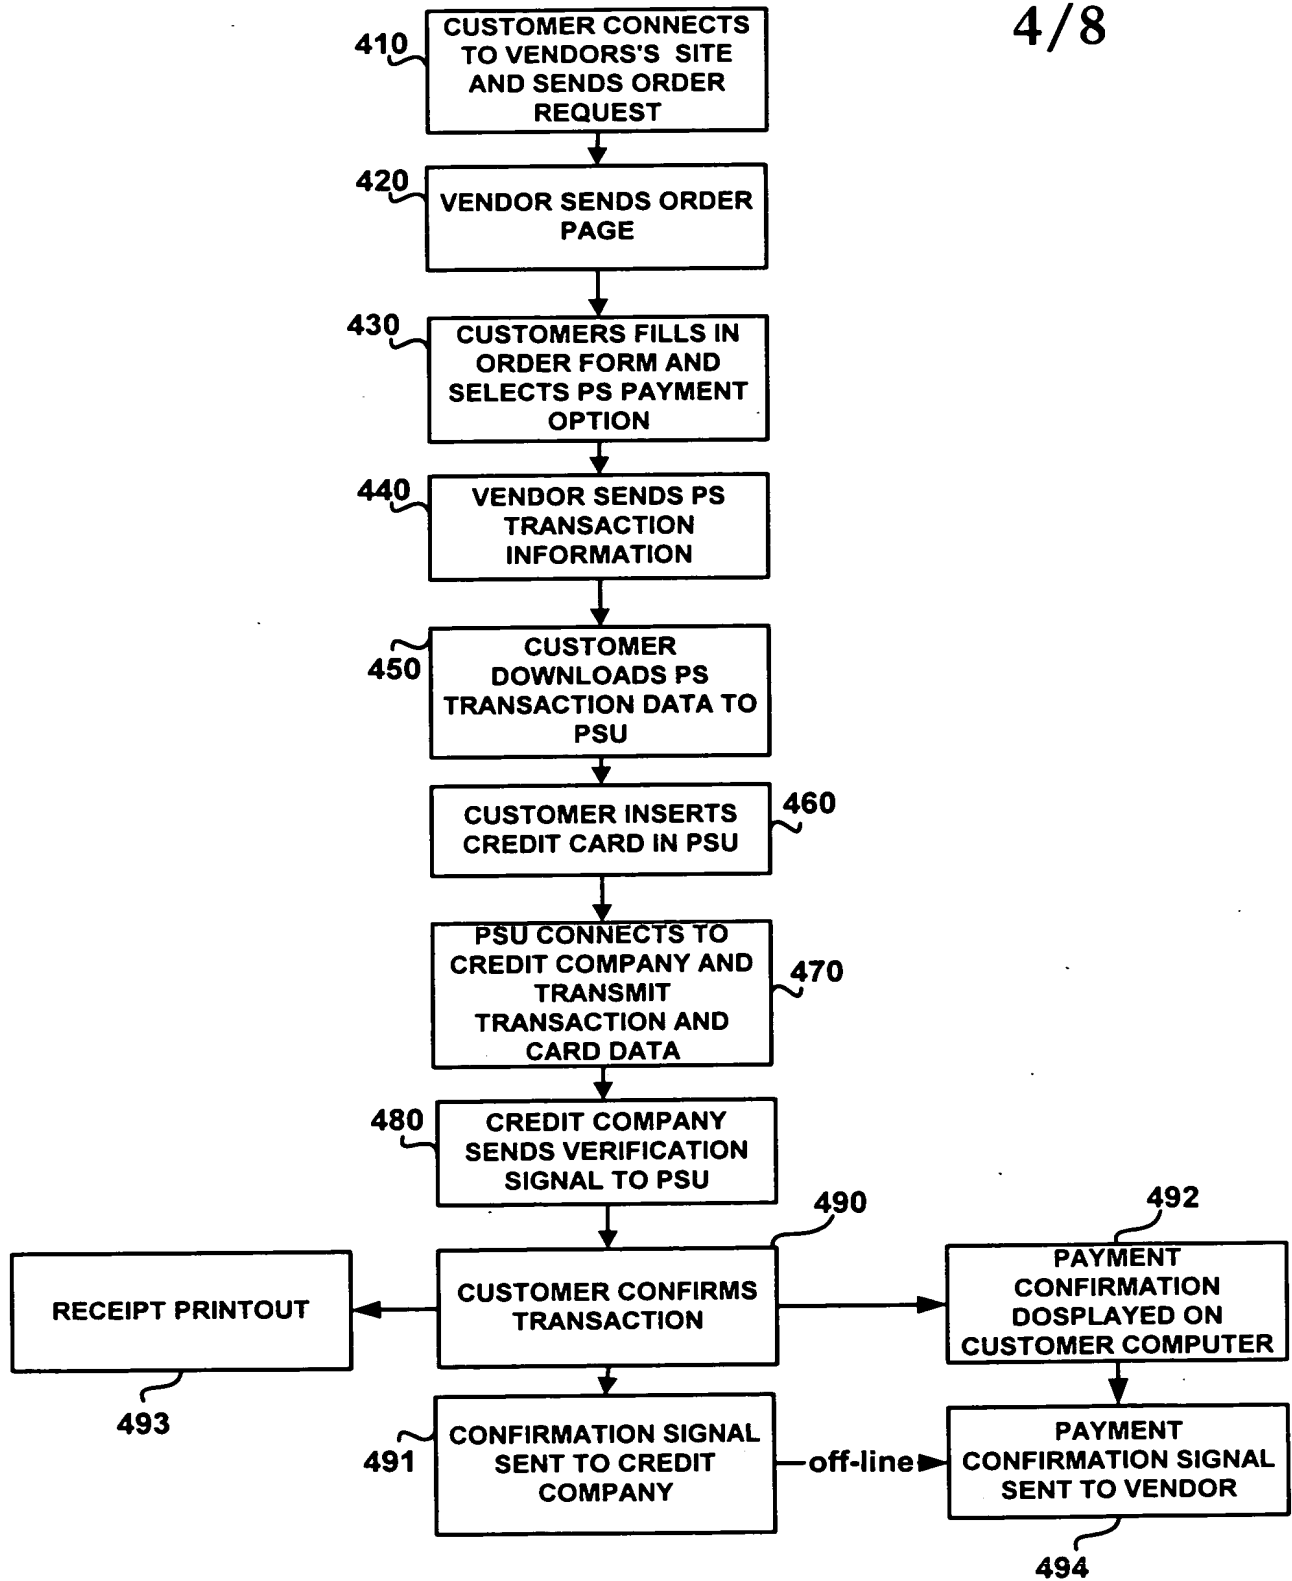 4/8
410
CUSTOMER CONNECTS
TO VENDORS'S SITE
AND SENDS ORDER
REQUEST
420
VENDOR SENDS ORDER
PAGE
430
CUSTOMERS FILLS IN
ORDER FORM AND
SELECTS PS PAYMENT
OPTION
440
VENDOR SENDS PS
TRANSACTION
INFORMATION
450
CUSTOMER
DOWNLOADS PS
TRANSACTION DATA TO
PSU
460
CUSTOMER INSERTS
CREDIT CARD IN PSU
470
PSU CONNECTS TO
CREDIT COMPANY AND
TRANSMIT
TRANSACTION AND
CARD DATA
480
CREDIT COMPANY
SENDS VERIFICATION
SIGNAL TO PSU
490
CUSTOMER CONFIRMS
TRANSACTION
492
PAYMENT
CONFIRMATION
DOSPLAYED ON
CUSTOMER COMPUTER
RECEIPT PRINTOUT
493
491
CONFIRMATION SIGNAL
SENT TO CREDIT
COMPANY
off-line
PAYMENT
CONFIRMATION SIGNAL
SENT TO VENDOR
494